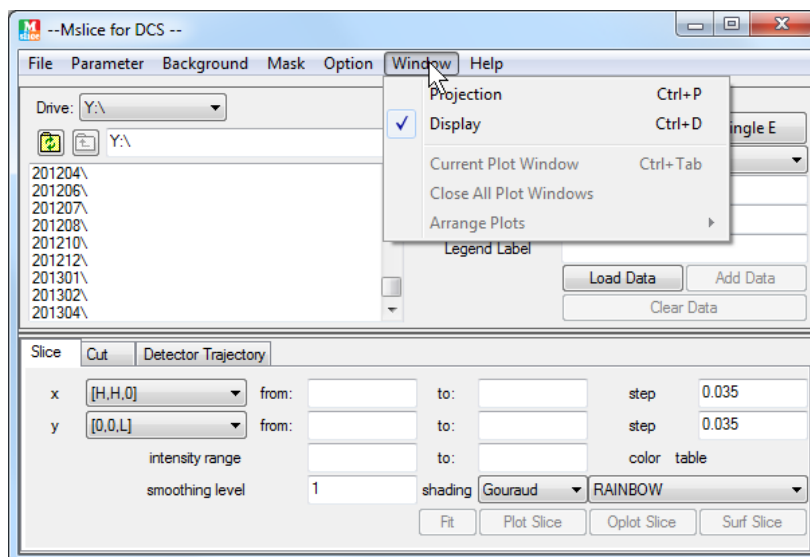 M slice --Mslice for DCS --
File Parameter Background Mask Option Window Help
Drive: Y:\
Y:\
Projection Ctrl+P
Display Ctrl+D
Current Plot Window Ctrl+Tab
Close All Plot Windows
Arrange Plots
ingle E
201204\
201206\
201207\
201208\
201210\
201212\
201301\
201302\
201304\
Legend Label
Load Data Add Data
Clear Data
Slice Cut Detector Trajectory
x [H,H,0] from: to: step 0.035
y [0,0,L] from: to: step 0.035
intensity range to: color table
smoothing level 1 shading Gouraud RAINBOW
Fit Plot Slice Oplot Slice Surf Slice